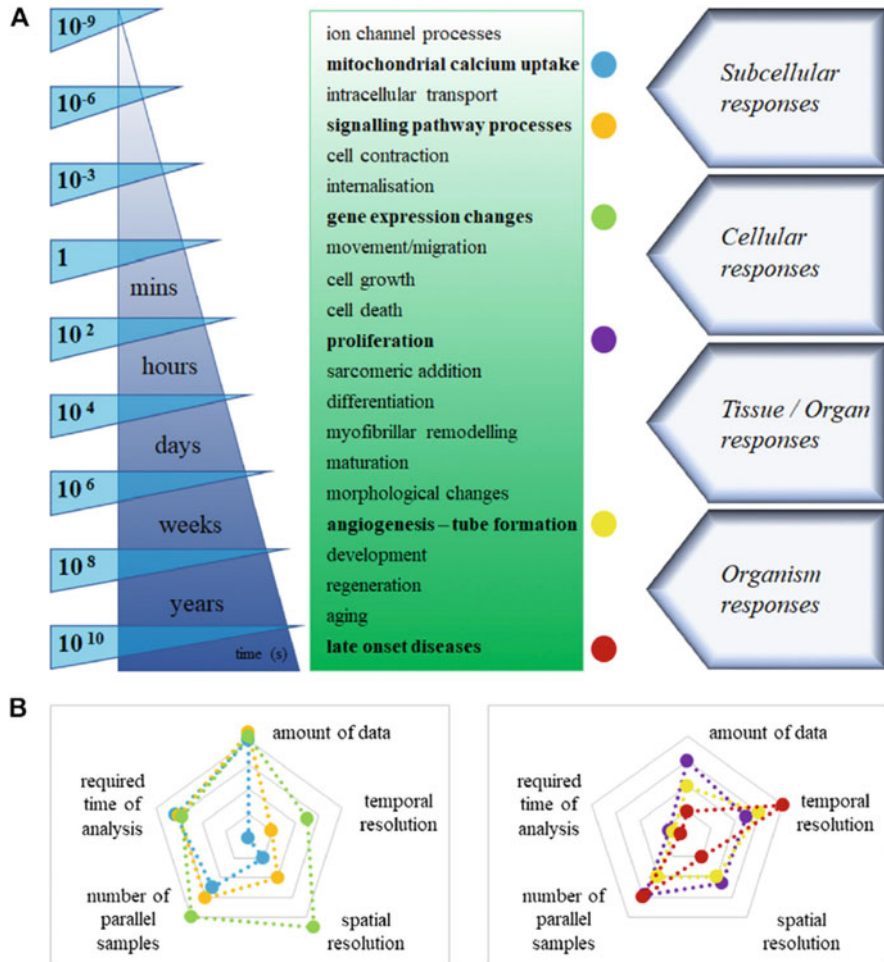 A
10-9
10-6
10-3
1
10 2
10 4
10 6
10 8
10 10
mins
hours
days
weeks
years
time (s)
ion channel processes
mitochondrial calcium uptake
intracellular transport
signalling pathway processes
cell contraction
internalisation
gene expression changes
movement/migration
cell growth
cell death
proliferation
sarcomeric addition
differentiation
myofibrillar remodelling
maturation
morphological changes
angiogenesis – tube formation
development
regeneration
aging
late onset diseases
Subcellular
responses
Cellular
responses
Tissue / Organ
responses
Organism
responses
B
amount of data
required
time of
analysis
temporal
resolution
number of
parallel
samples
spatial
resolution
amount of data
required
time of
analysis
temporal
resolution
number of
parallel
samples
spatial
resolution